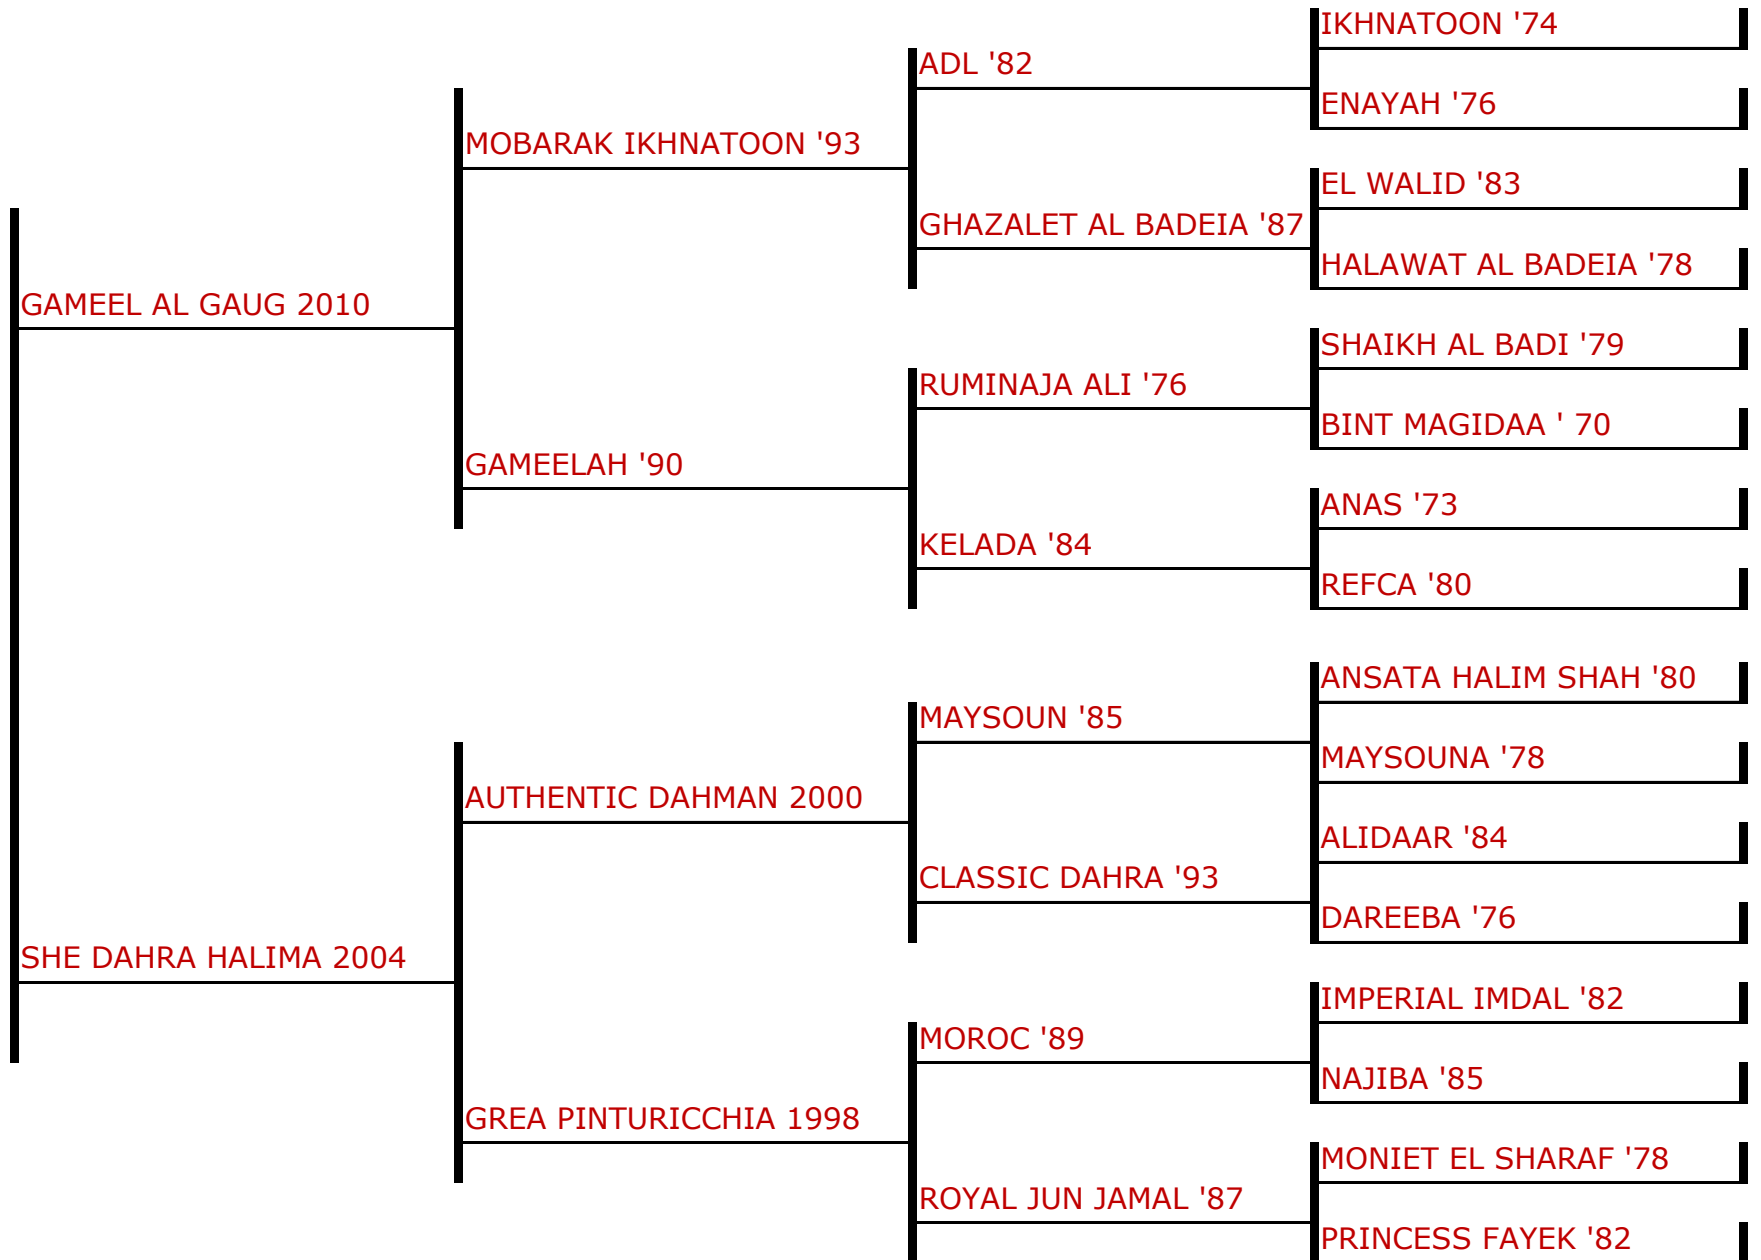 IKHNATOON '74
ADL '82
ENAYAH '76
MOBARAK IKHNATOON '93
EL WALID '83
GHAZALET AL BADEIA '87
HALAWAT AL BADEIA '78
GAMEEL AL GAUG 2010
SHAIKH AL BADI '79
RUMINAJA ALI '76
BINT MAGIDAA ' 70
GAMEELAH '90
ANAS '73
KELADA '84
REFCA '80
ANSATA HALIM SHAH '80
MAYSOUN '85
MAYSOUNA '78
AUTHENTIC DAHMAN 2000
ALIDAAR '84
CLASSIC DAHRA '93
DAREEBA '76
SHE DAHRA HALIMA 2004
IMPERIAL IMDAL '82
MOROC '89
NAJIBA '85
GREA PINTURICCHIA 1998
MONIET EL SHARAF '78
ROYAL JUN JAMAL '87
PRINCESS FAYEK '82